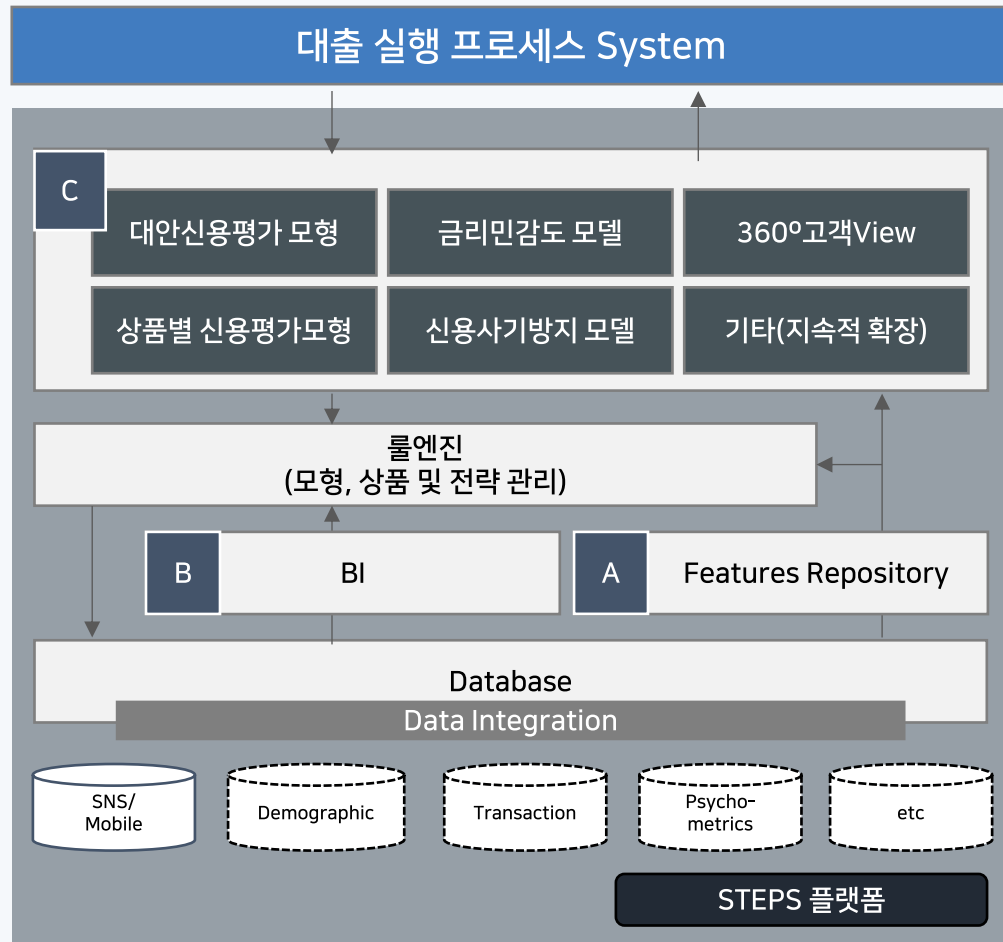 대출 실행 프로세스 System
C
대안신용평가 모형
금리민감도 모델
360º고객View
상품별 신용평가모형
신용사기방지 모델
기타(지속적 확장)
룰엔진
(모형, 상품 및 전략 관리)
B
BI
A
Features Repository
Database
Data Integration
SNS/
Mobile
Demographic
Transaction
Psycho-
metrics
etc
STEPS 플랫폼